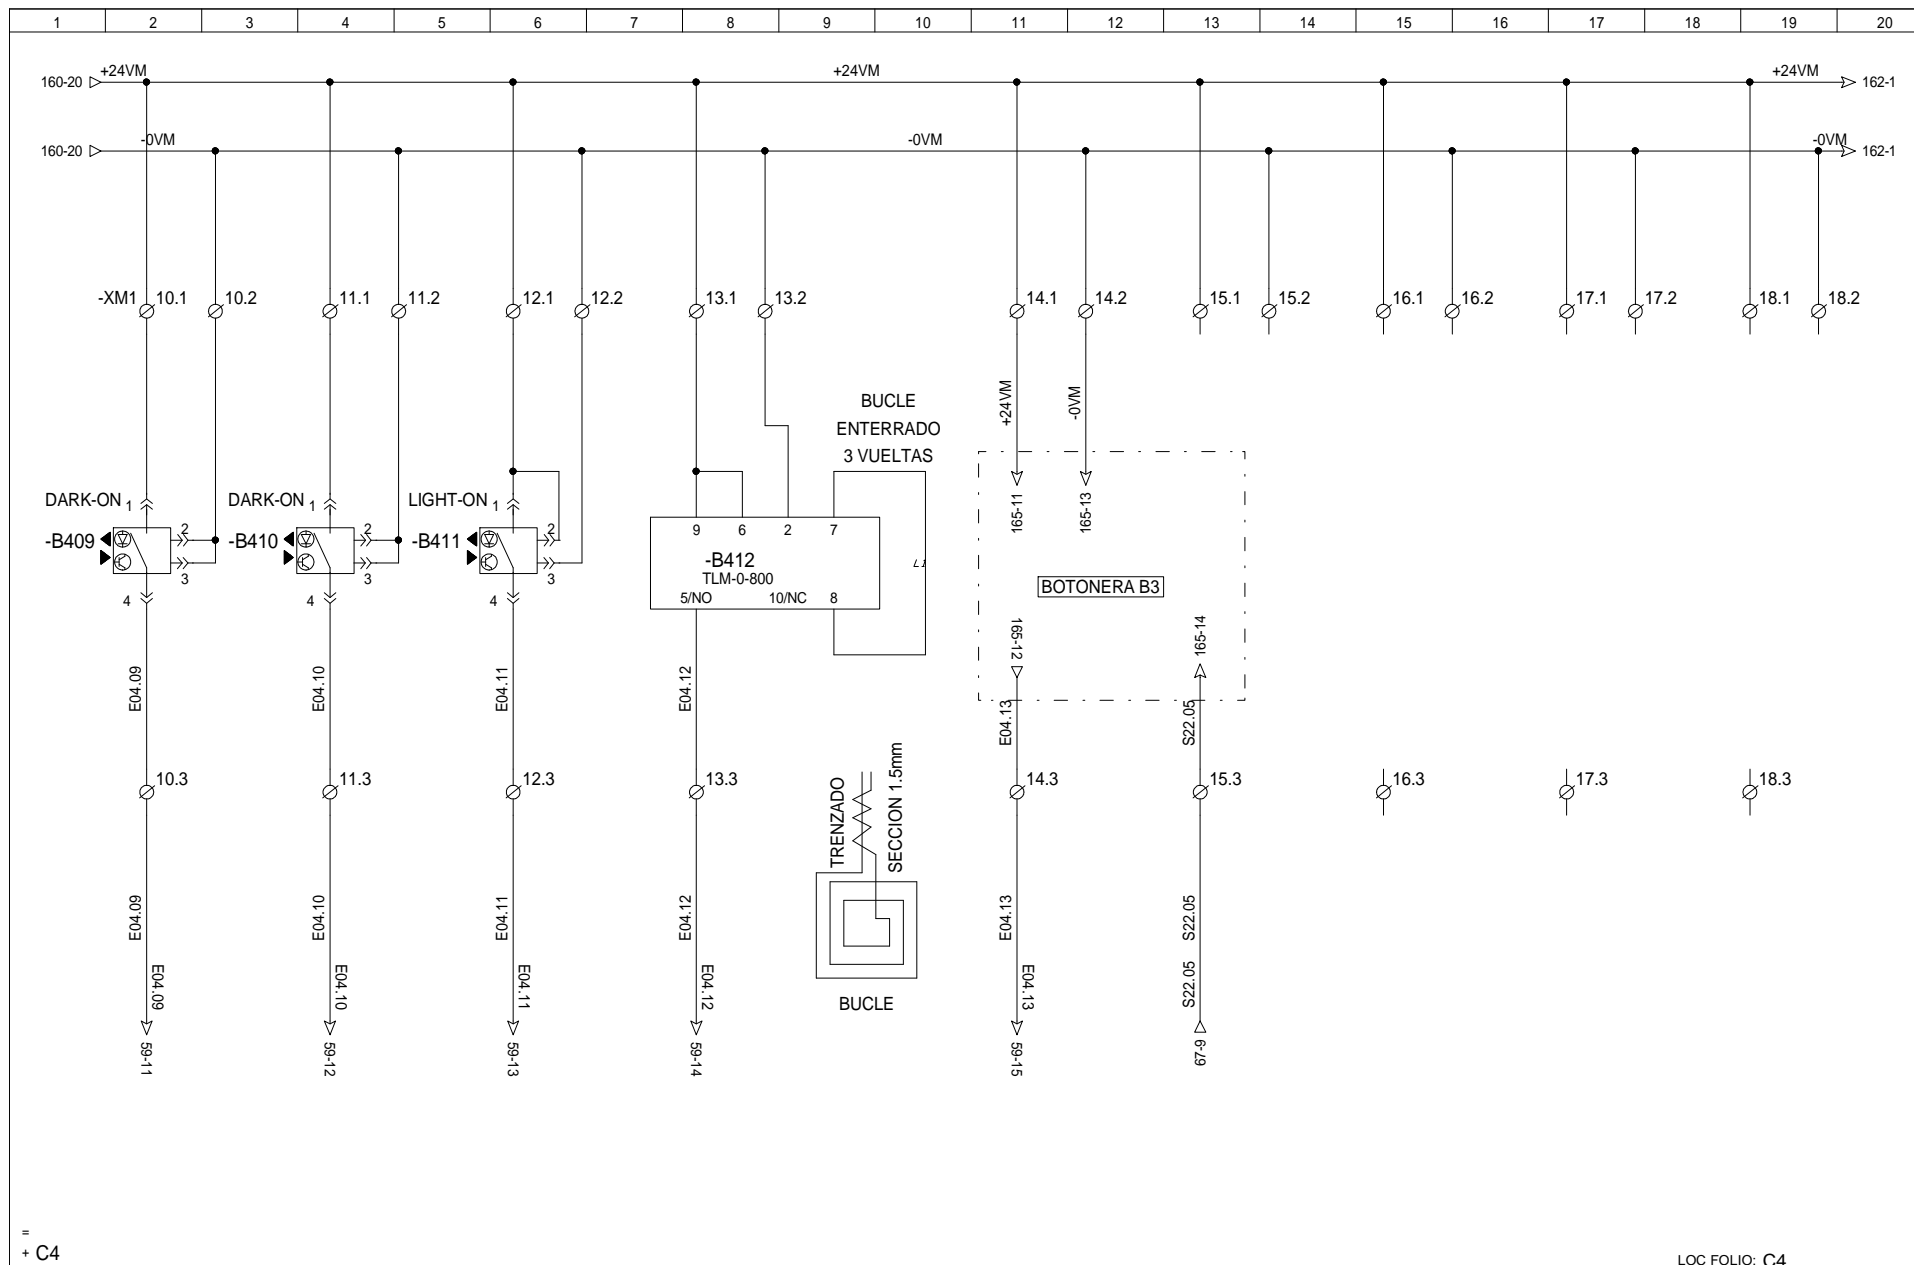 1 2 3 4 5 6 7 8 9 10 11 12 13 14 15 16 17 18 19 20
160-20 +24VM +24VM +24VM 162-1
160-20 -0VM -0VM -0VM 162-1
-XM1 10.1 10.2 11.1 11.2 12.1 12.2 13.1 13.2 14.1 14.2 15.1 15.2 16.1 16.2 17.1 17.2 18.1 18.2
+24VM -0VM
BUCLE
ENTERRADO
3 VUELTAS
165-11 165-13
DARK-ON 1 DARK-ON 1 LIGHT-ON 1
-B409 2 -B410 2 -B411 2
3 3 3
4 4 4
9 6 2 7
-B412
TLM-0-800
5/NO 10/NC 8
L1
BOTONERA B3
165-12 165-14
E04.09 E04.10 E04.11 E04.12 E04.13 S22.05
10.3 11.3 12.3 13.3 14.3 15.3 16.3 17.3 18.3
TRENZADO
SECCION 1.5mm
E04.09 E04.10 E04.11 E04.12 E04.13 S22.05
E04.09 E04.10 E04.11 E04.12 E04.13 S22.05
BUCLE
59-11 59-12 59-13 59-14 59-15 67-9
=
+ C4
LOC FOLIO: C4